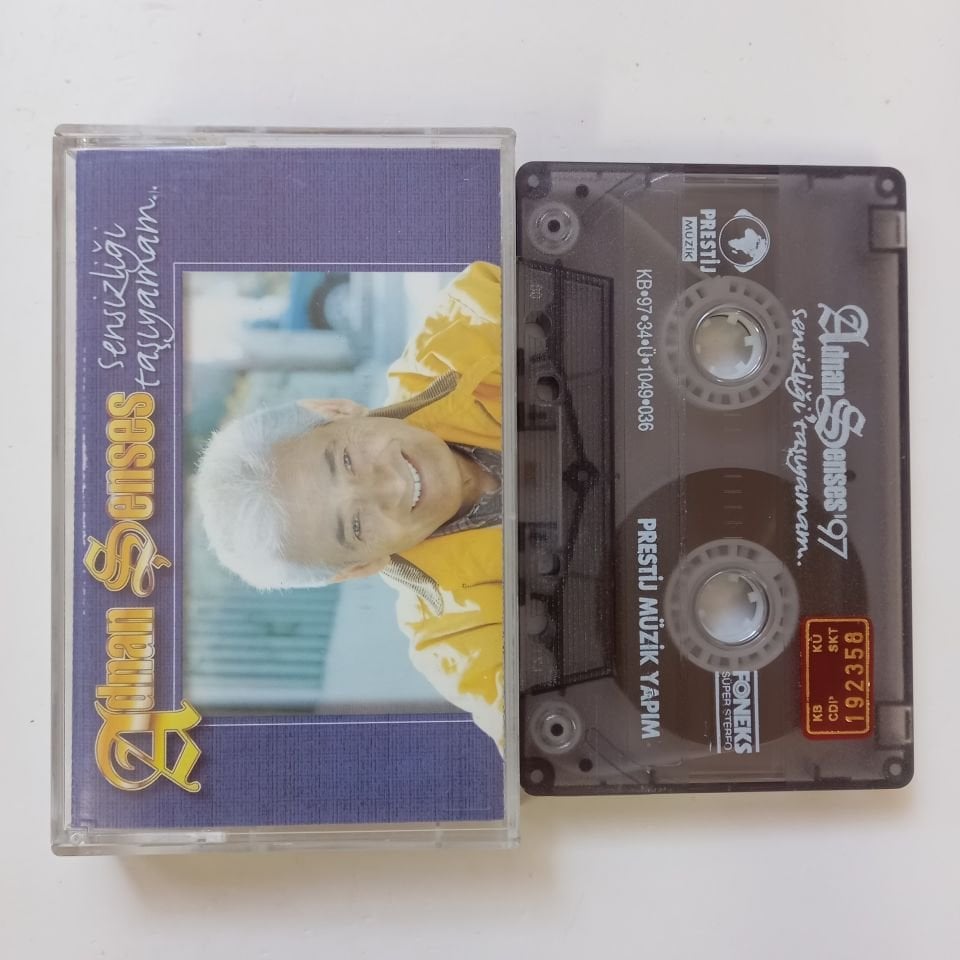 Adnan Şenses
sensizliği
taşıyamam..
Adnan Şenses'97
sensizliği taşıyamam..
PRESTİJ
MÜZİK
KB•97•34•Ü•1049•036
PRESTİJ MÜZİK YAPIM
FONEKS
SÜPER STEREO
KB KÜ
CDI SKT
192358